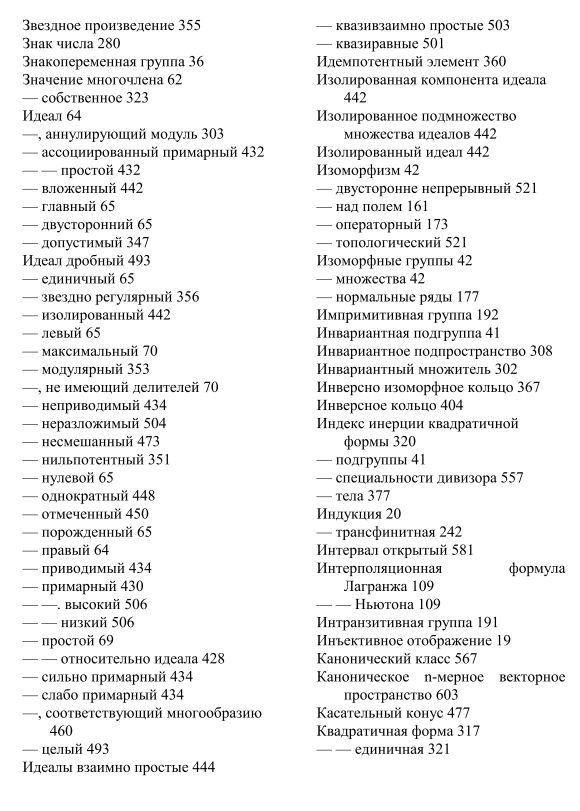 Звездное произведение 355
Знак числа 280
Знакопеременная группа 36
Значение многочлена 62
— собственное 323
Идеал 64
—, аннулирующий модуль 303
— ассоциированный примарный 432
— — простой 432
— вложенный 442
— главный 65
— двусторонний 65
— допустимый 347
Идеал дробный 493
— единичный 65
— звездно регулярный 356
— изолированный 442
— левый 65
— максимальный 70
— модулярный 353
—, не имеющий делителей 70
— неприводимый 434
— неразложимый 504
— несмешанный 473
— нильпотентный 351
— нулевой 65
— однократный 448
— отмеченный 450
— порожденный 65
— правый 64
— приводимый 434
— примарный 430
— —. высокий 506
— — низкий 506
— простой 69
— — относительно идеала 428
— сильно примарный 434
— слабо примарный 434
—, соответствующий многообразию
460
— целый 493
Идеалы взаимно простые 444
— квазивзаимно простые 503
— квазиравные 501
Идемпотентный элемент 360
Изолированная компонента идеала
442
Изолированное подмножество
множества идеалов 442
Изолированный идеал 442
Изоморфизм 42
— двусторонне непрерывный 521
— над полем 161
— операторный 173
— топологический 521
Изоморфные группы 42
— множества 42
— нормальные ряды 177
Импримитивная группа 192
Инвариантная подгруппа 41
Инвариантное подпространство 308
Инвариантный множитель 302
Инверсно изоморфное кольцо 367
Инверсное кольцо 404
Индекс инерции квадратичной
формы 320
— подгруппы 41
— специальности дивизора 557
— тела 377
Индукция 20
— трансфинитная 242
Интервал открытый 581
Интерполяционная формула
Лагранжа 109
— — Ньютона 109
Интранзитивная группа 191
Инъективное отображение 19
Канонический класс 567
Каноническое n-мерное векторное
пространство 603
Касательный конус 477
Квадратичная форма 317
— — единичная 321